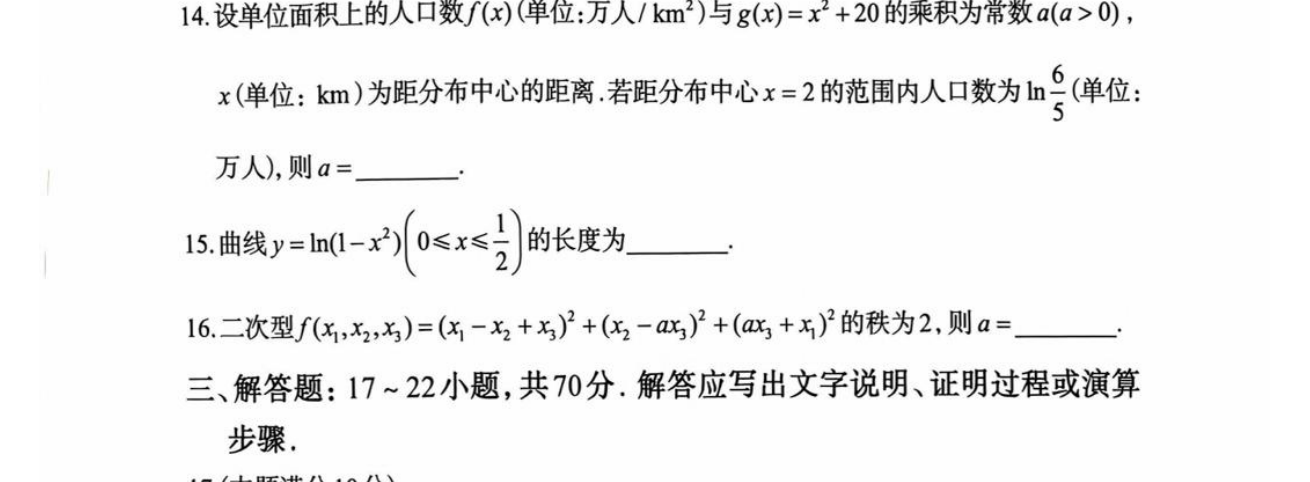 14.设单位面积上的人口数f(x)(单位:万人/km²)与g(x)=x²+20的乘积为常数a(a>0),
x(单位:km)为距分布中心的距离.若距分布中心x=2的范围内人口数为ln6/5(单位:
万人),则a=________.
15.曲线y=ln(1-x²)(0≤x≤1/2)的长度为________.
16.二次型f(x₁,x₂,x₃)=(x₁-x₂+x₃)²+(x₂-ax₃)²+(ax₃+x₁)²的秩为2,则a=________.
三、解答题:17~22小题,共70分.解答应写出文字说明、证明过程或演算
步骤.